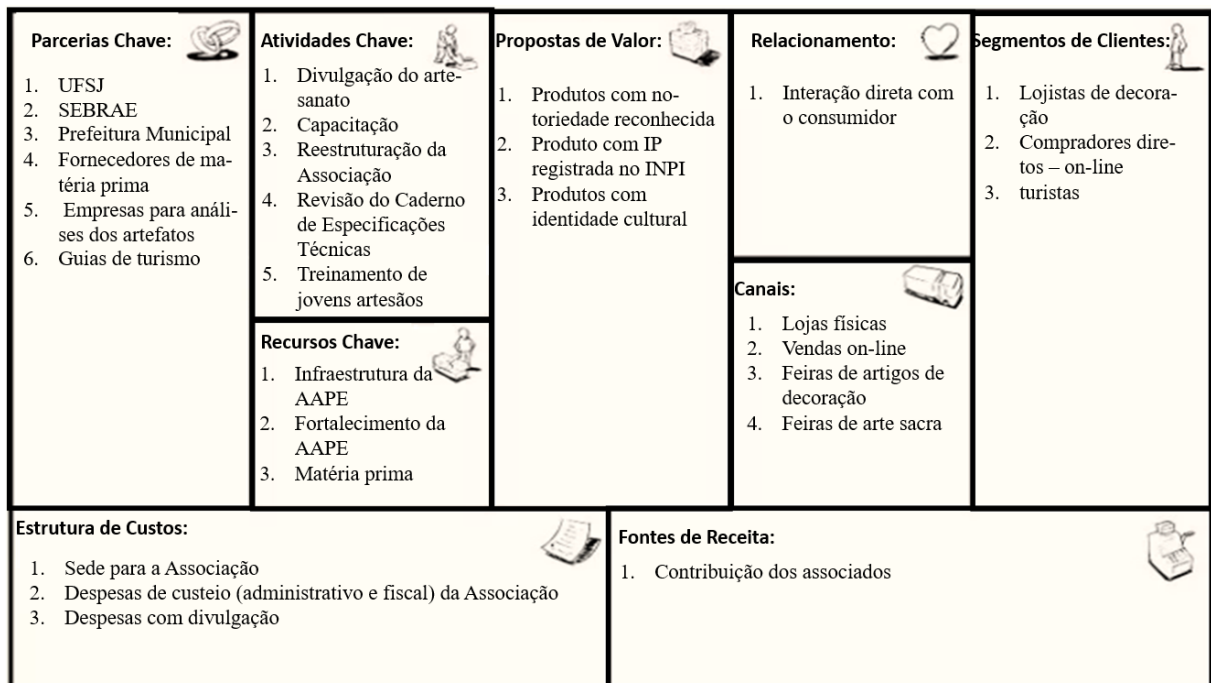 Parcerias Chave:
1. UFSJ
2. SEBRAE
3. Prefeitura Municipal
4. Fornecedores de ma-
téria prima
5. Empresas para análi-
ses dos artefatos
6. Guias de turismo
Atividades Chave:
1. Divulgação do arte-
sanato
2. Capacitação
3. Reestruturação da
Associação
4. Revisão do Caderno
de Especificações
Técnicas
5. Treinamento de
jovens artesãos
Recursos Chave:
1. Infraestrutura da
AAPE
2. Fortalecimento da
AAPE
3. Matéria prima
Propostas de Valor:
1. Produtos com no-
toriedade reconhecida
2. Produto com IP
registrada no INPI
3. Produtos com
identidade cultural
Relacionamento:
1. Interação direta com
o consumidor
Canais:
1. Lojas físicas
2. Vendas on-line
3. Feiras de artigos de
decoração
4. Feiras de arte sacra
Segmentos de Clientes:
1. Lojistas de decora-
ção
2. Compradores dire-
tos – on-line
3. turistas
Estrutura de Custos:
1. Sede para a Associação
2. Despesas de custeio (administrativo e fiscal) da Associação
3. Despesas com divulgação
Fontes de Receita:
1. Contribuição dos associados